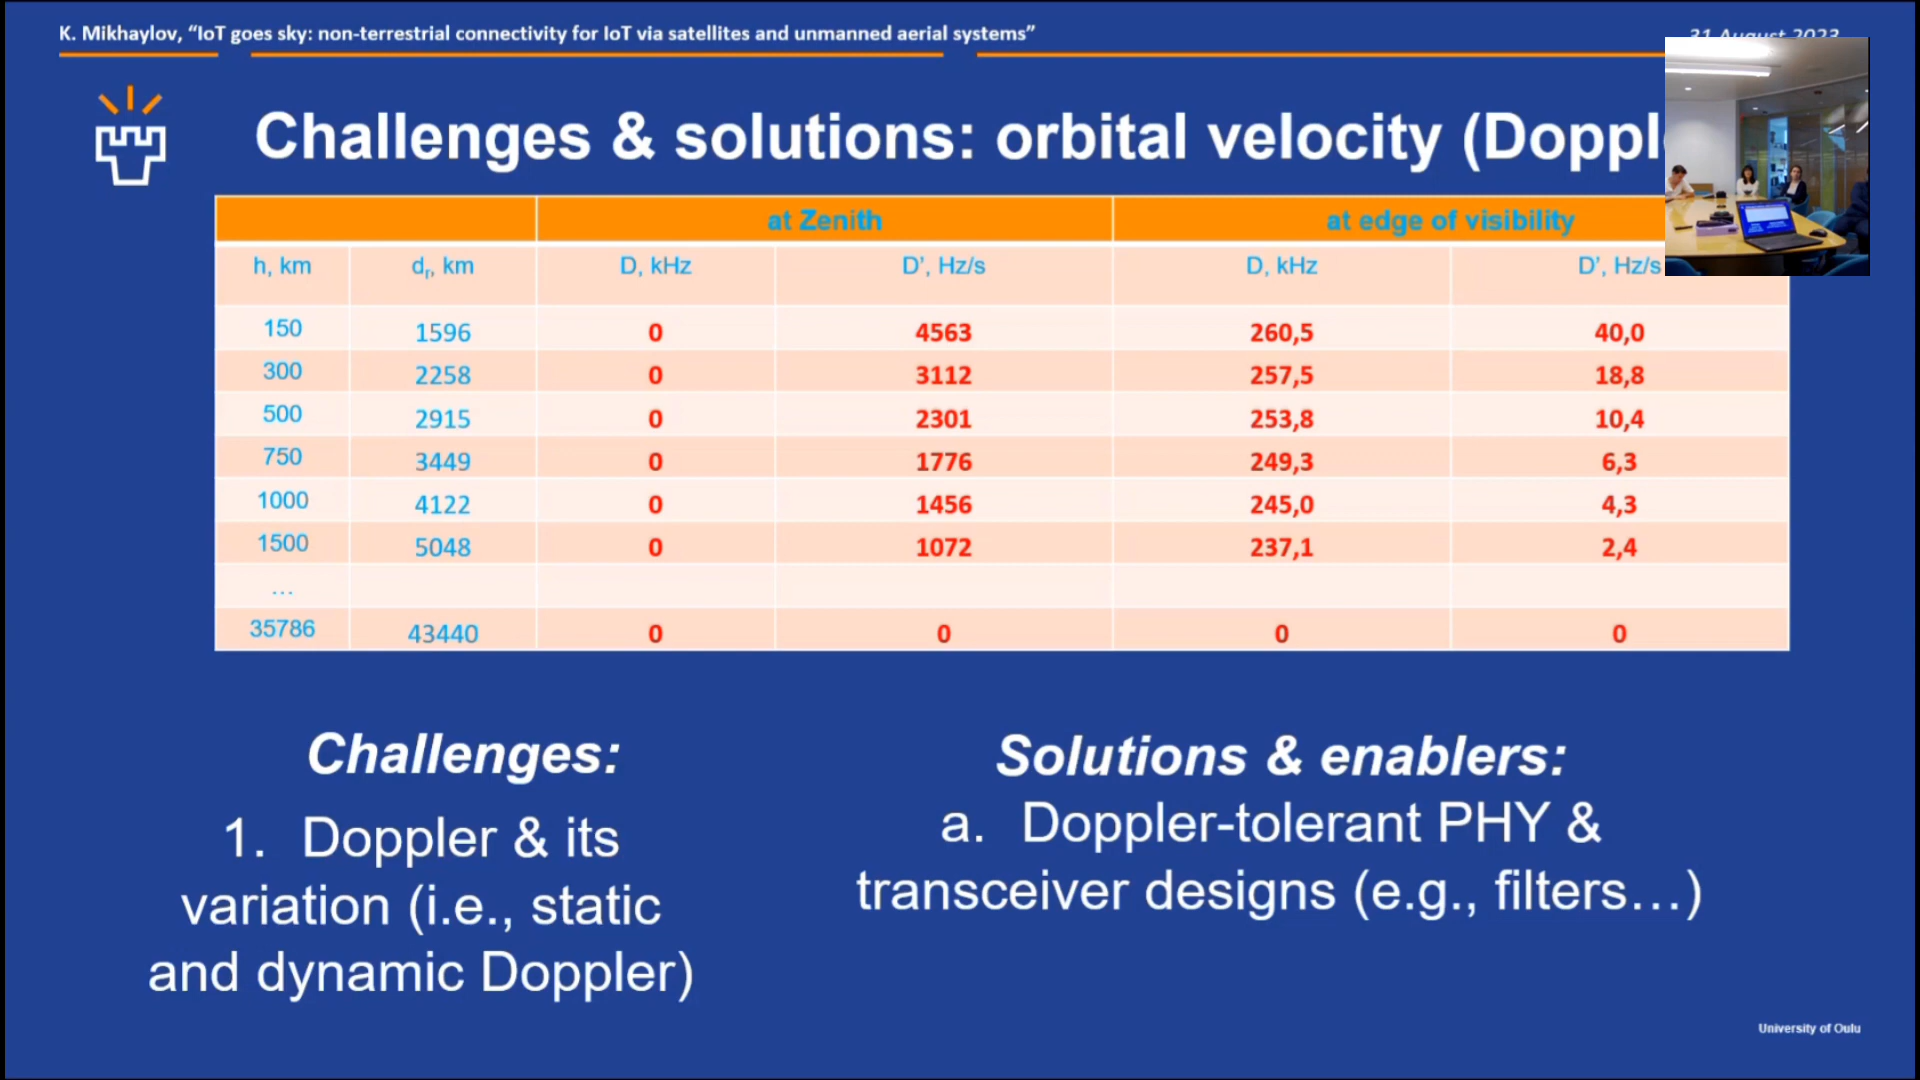 K. Mikhaylov, “IoT goes sky: non-terrestrial connectivity for IoT via satellites and unmanned aerial systems”
31 August 2023
Challenges & solutions: orbital velocity
at Zenith at edge of visibility
h, km dr, km D, kHz D’, Hz/s D, kHz D’, Hz/s
150 1596 0 4563 260,5 40,0
300 2258 0 3112 257,5 18,8
500 2915 0 2301 253,8 10,4
750 3449 0 1776 249,3 6,3
1000 4122 0 1456 245,0 4,3
1500 5048 0 1072 237,1 2,4
…
35786 43440 0 0 0 0
Challenges:
1. Doppler & its
variation (i.e., static
and dynamic Doppler)
Solutions & enablers:
a. Doppler-tolerant PHY &
transceiver designs (e.g., filters…)
University of Oulu